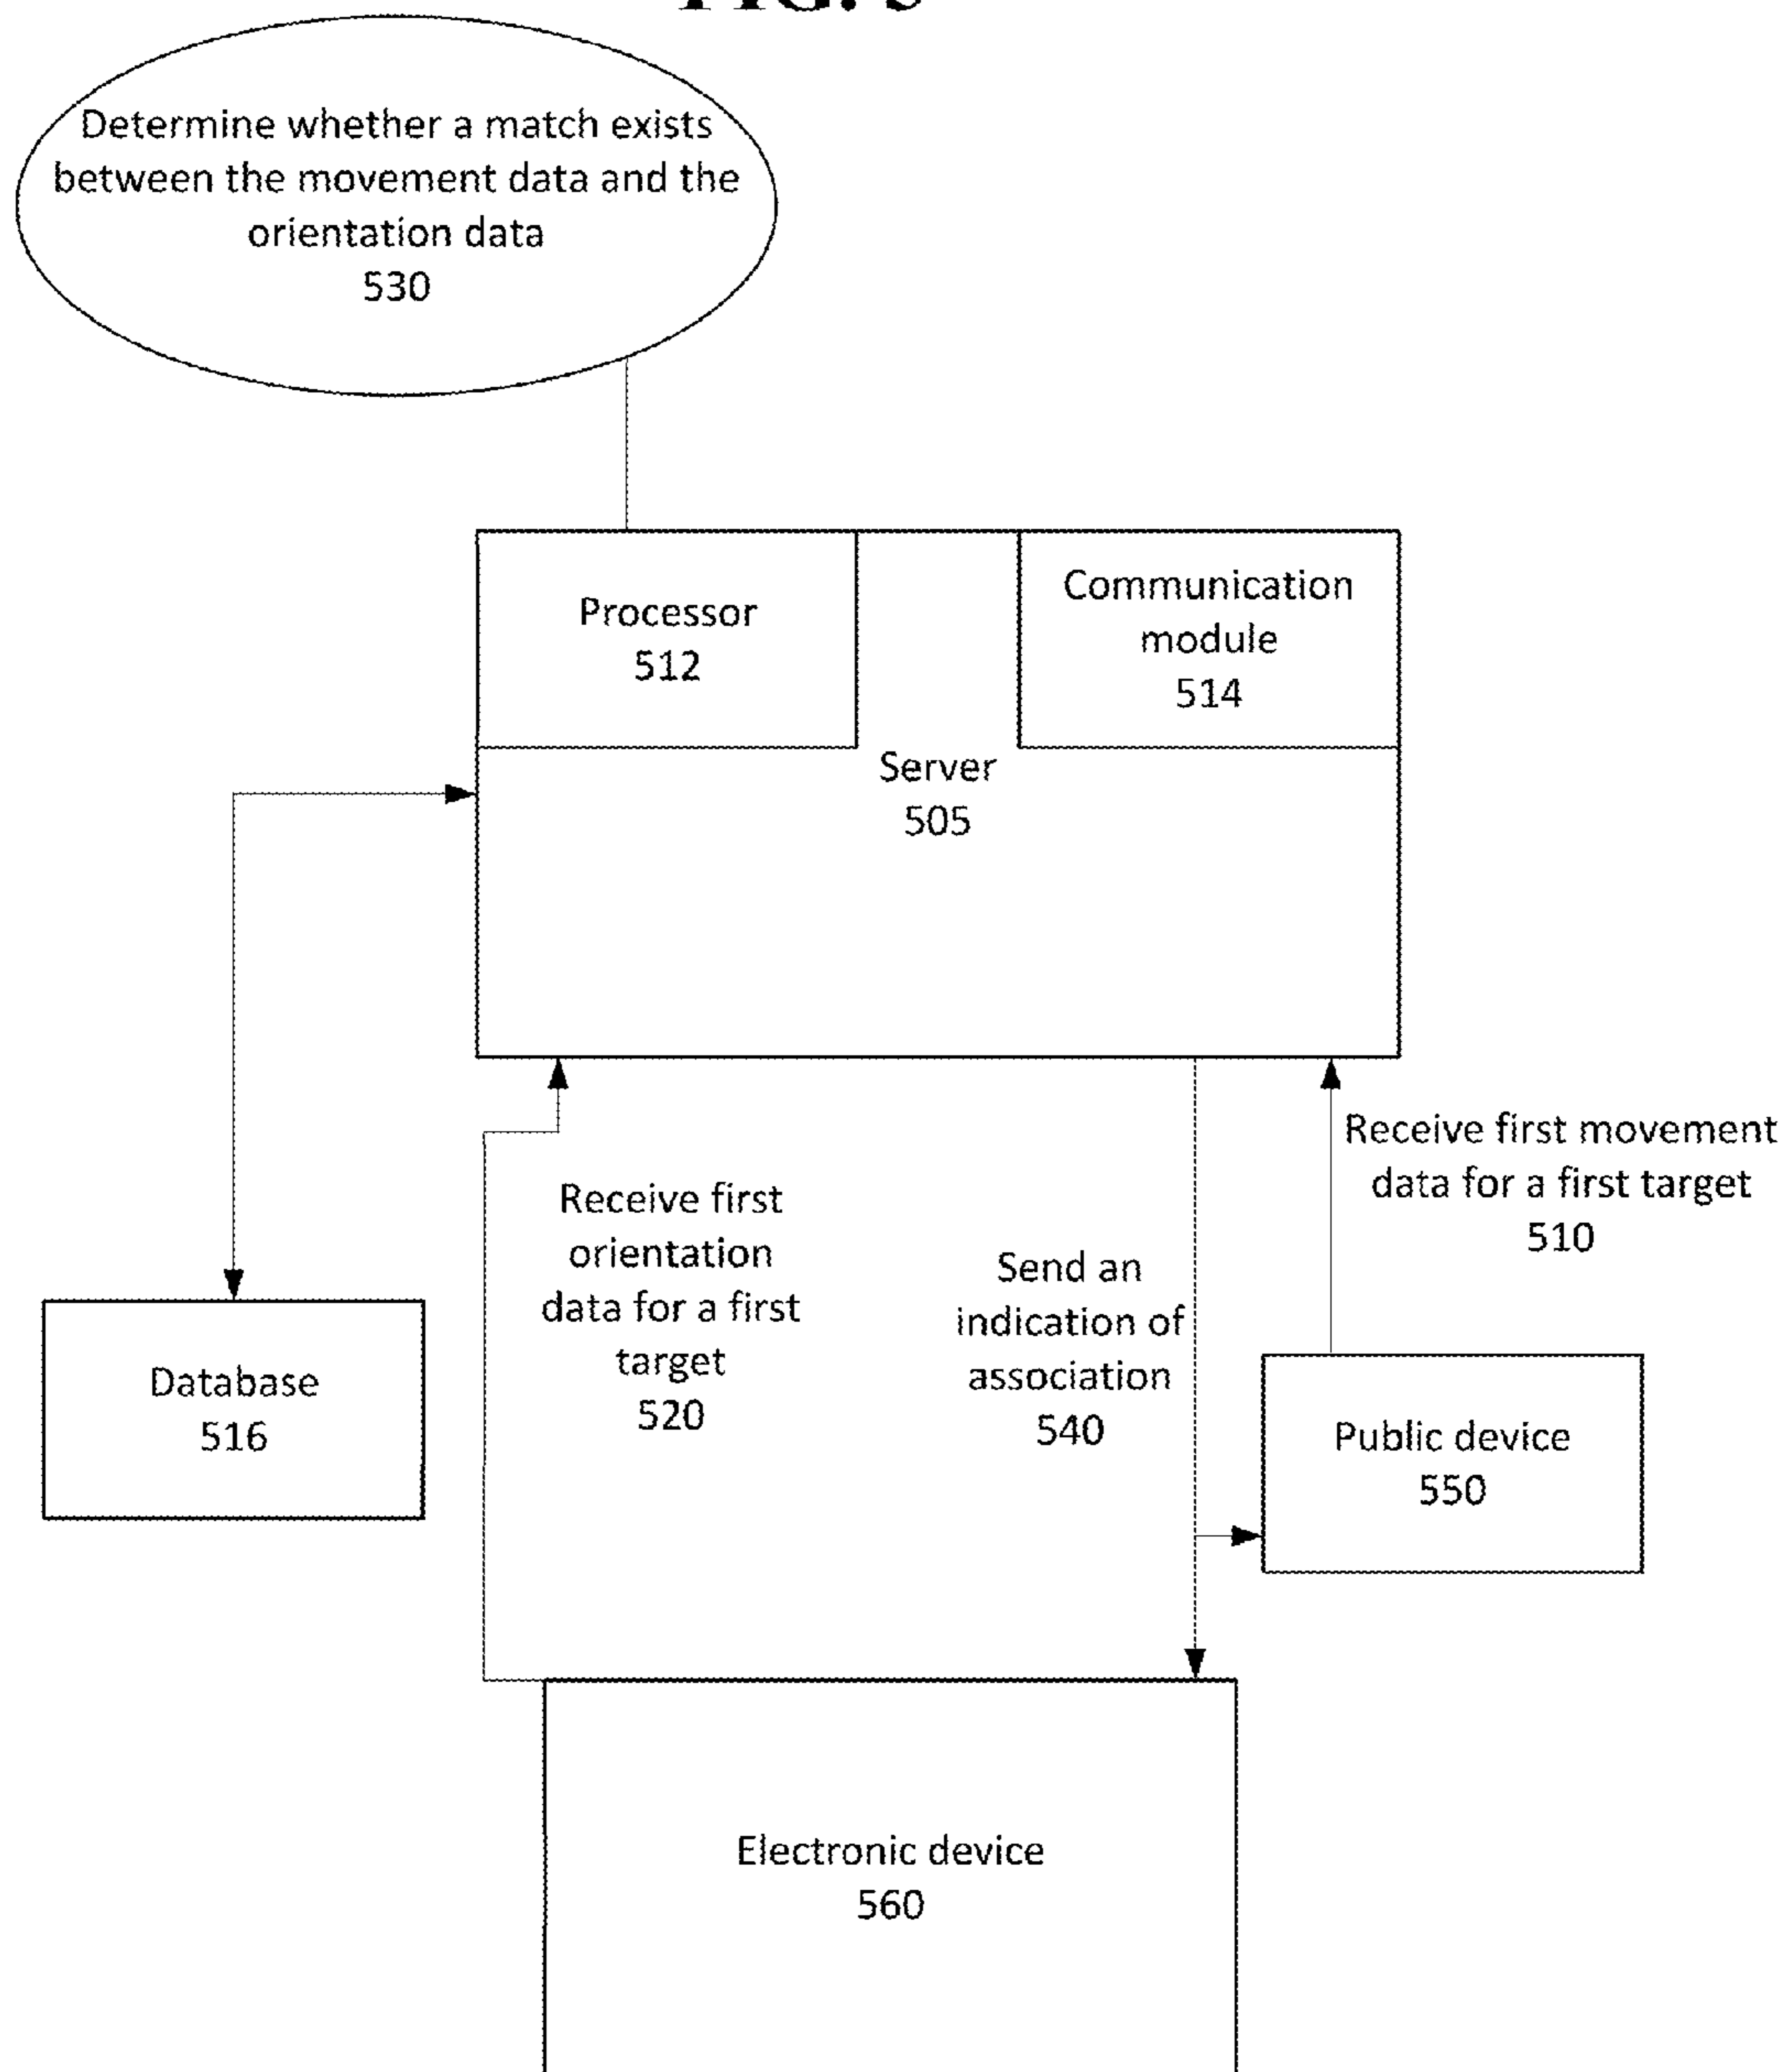 FIG. 5
Determine whether a match exists
between the movement data and the
orientation data
530
Processor
512
Communication
module
514
Server
505
Receive first movement
data for a first target
510
Receive first
orientation
data for a first
target
520
Send an
indication of
association
540
Database
516
Public device
550
Electronic device
560